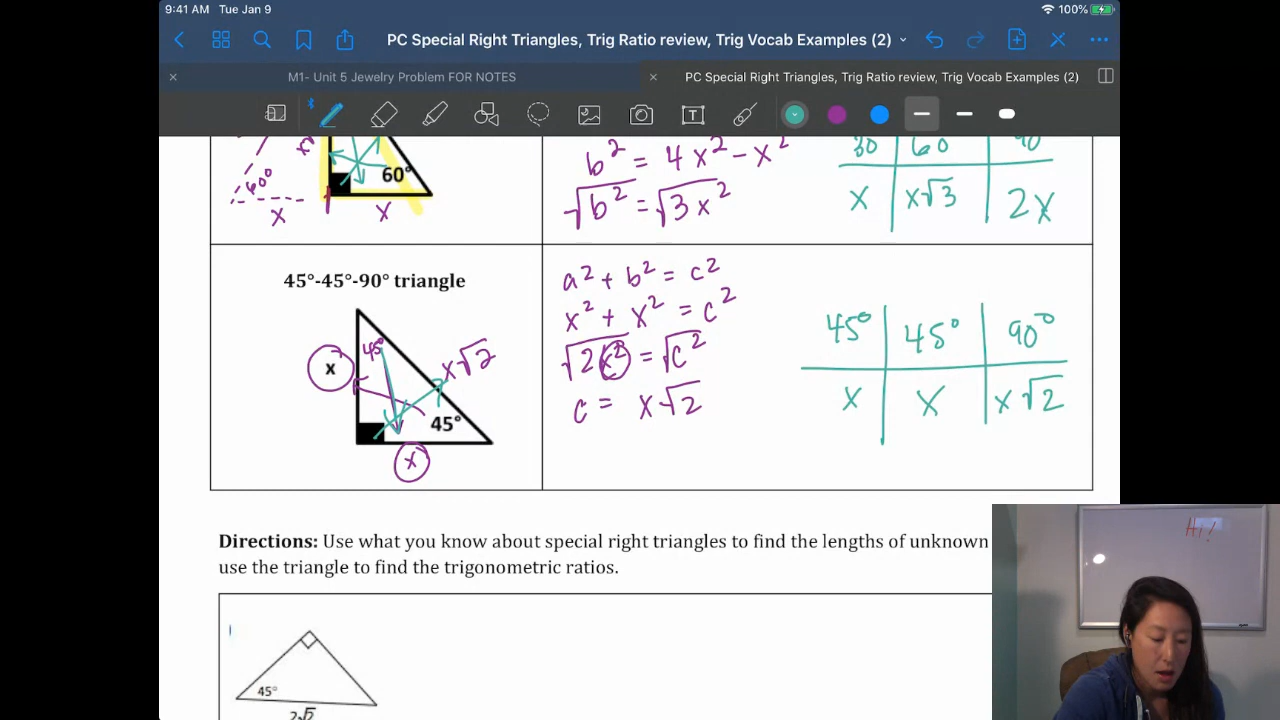 9:41 AM Tue Jan 9
100%
PC Special Right Triangles, Trig Ratio review, Trig Vocab Examples (2)
M1- Unit 5 Jewelry Problem FOR NOTES
PC Special Right Triangles, Trig Ratio review, Trig Vocab Examples (2)
x
60°
60°
x
x
b² = 4x² − x²
√b² = √3x²
30 60 90
x x√3 2x
45°-45°-90° triangle
45°
x
x√2
45°
x
a² + b² = c²
x² + x² = c²
√2x² = √c²
c = x√2
45° 45° 90°
x x x√2
Directions: Use what you know about special right triangles to find the lengths of unknown
use the triangle to find the trigonometric ratios.
45°
2√2
Hi!